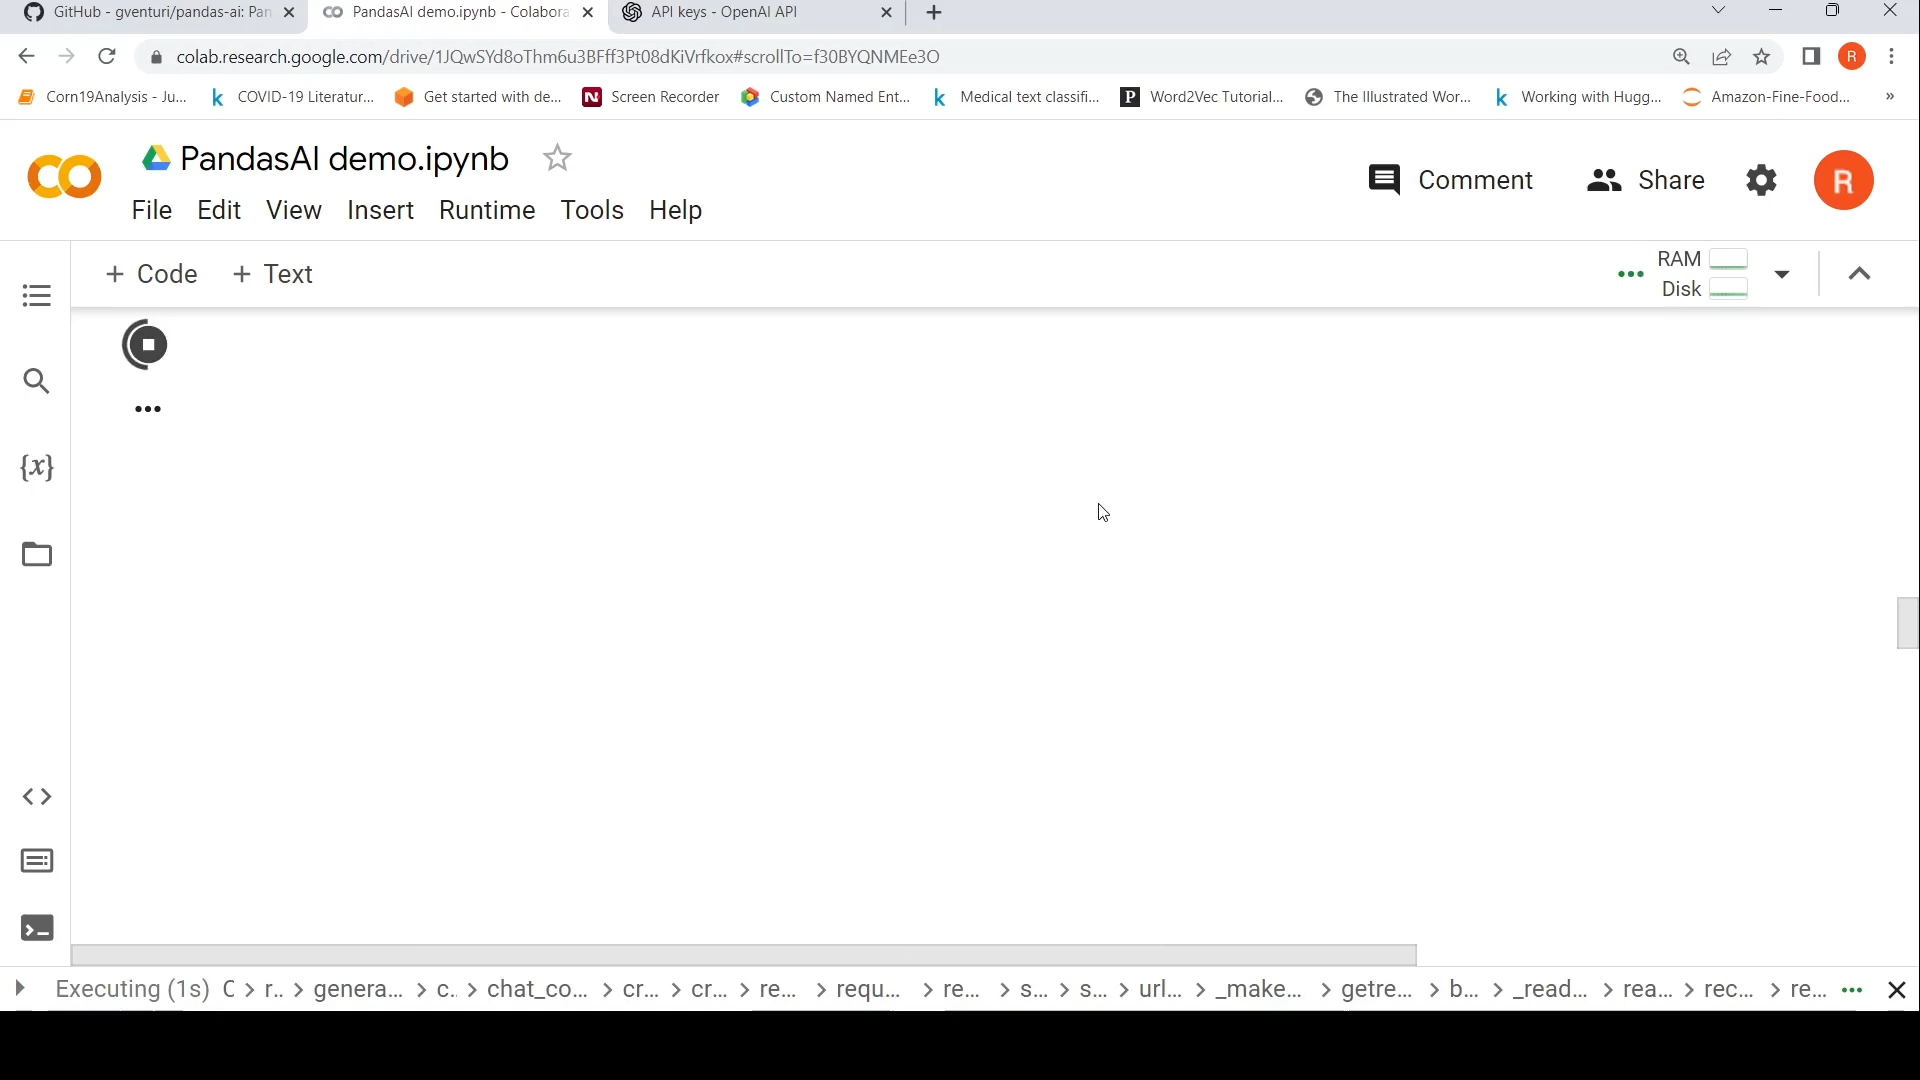 GitHub - gventuri/pandas-ai: Pan
PandasAI demo.ipynb - Colabora
API keys - OpenAI API
colab.research.google.com/drive/1JQwSYd8oThm6u3BFff3Pt08dKiVrfkox#scrollTo=f30BYQNMEe3O
R
Corn19Analysis - Ju...
COVID-19 Literatur...
Get started with de...
N Screen Recorder
Custom Named Ent...
Medical text classifi...
P Word2Vec Tutorial...
The Illustrated Wor...
Working with Hugg...
Amazon-Fine-Food...
»
PandasAI demo.ipynb
Comment
Share
R
File Edit View Insert Runtime Tools Help
+ Code + Text
RAM
Disk
{x}
Executing (1s) C > r.. > genera... > c.. > chat_co... > cr... > cr... > re... > requ... > re... > s... > s... > url... > _make... > getre... > b... > _read... > rea... > rec... > re...